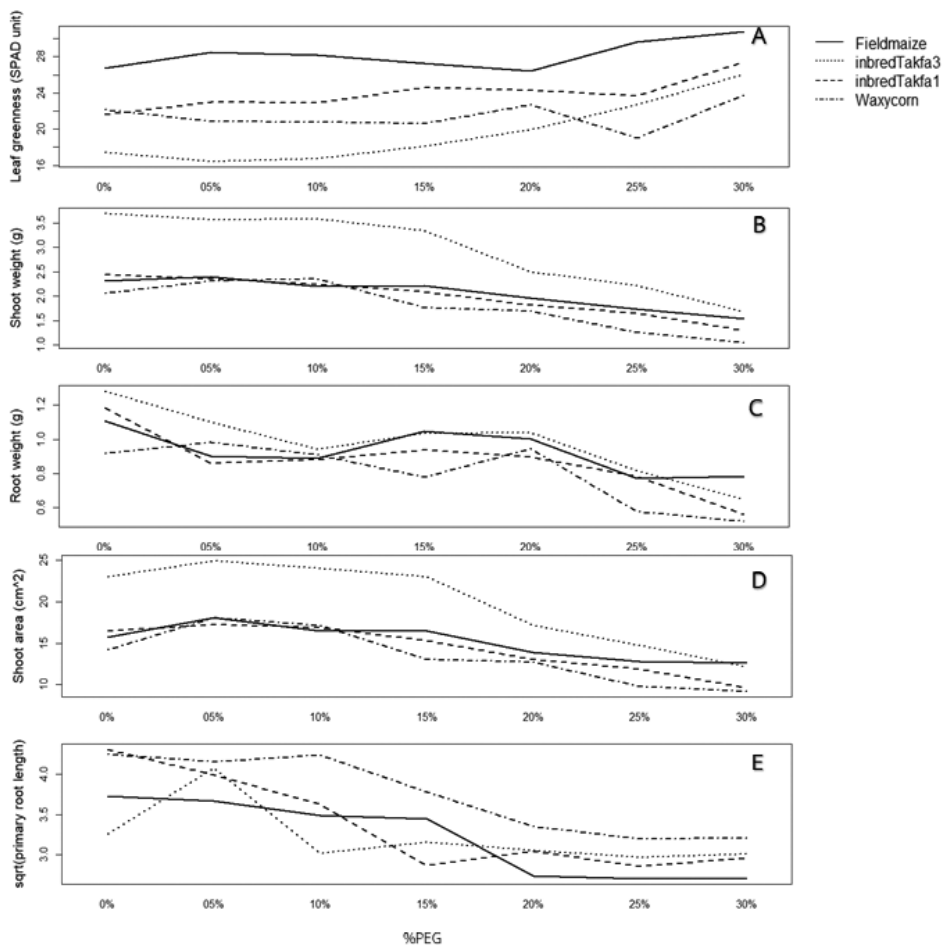 A
Fieldmaize
inbredTakfa3
inbredTakfa1
Waxycorn
Leaf greenness (SPAD unit)
28
24
20
16
0% 05% 10% 15% 20% 25% 30%
B
Shoot weight (g)
3.5
3.0
2.5
2.0
1.5
1.0
0% 05% 10% 15% 20% 25% 30%
C
Root weight (g)
1.2
1.0
0.8
0.6
0% 05% 10% 15% 20% 25% 30%
D
Shoot area (cm^2)
25
20
15
10
0% 05% 10% 15% 20% 25% 30%
E
sqrt(primary root length)
4.0
3.5
3.0
0% 05% 10% 15% 20% 25% 30%
%PEG